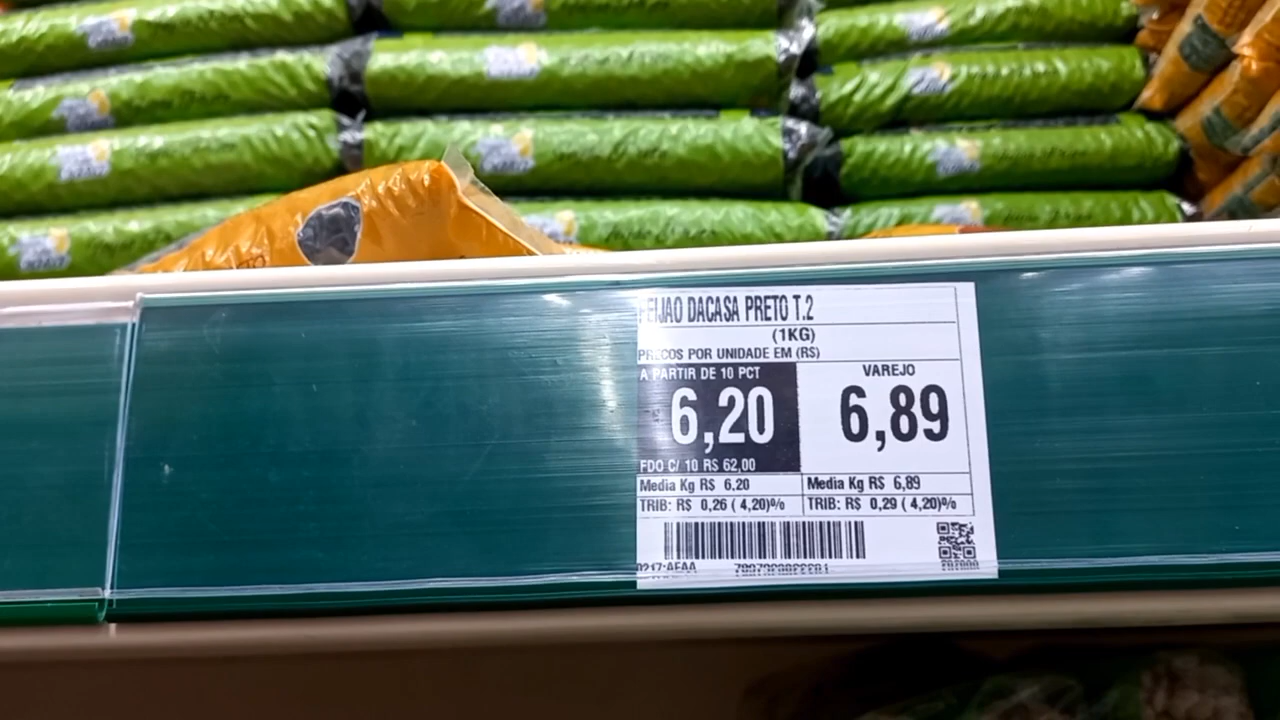 FEIJAO DACASA PRETO T.2
(1KG)
PREÇOS POR UNIDADE EM (R$)
A PARTIR DE 10 PCT
6,20
FDO C/ 10 R$ 62,00
VAREJO
6,89
Media Kg R$ 6,20
Media Kg R$ 6,89
TRIB: R$ 0,26 ( 4,20)%
TRIB: R$ 0,29 ( 4,20)%